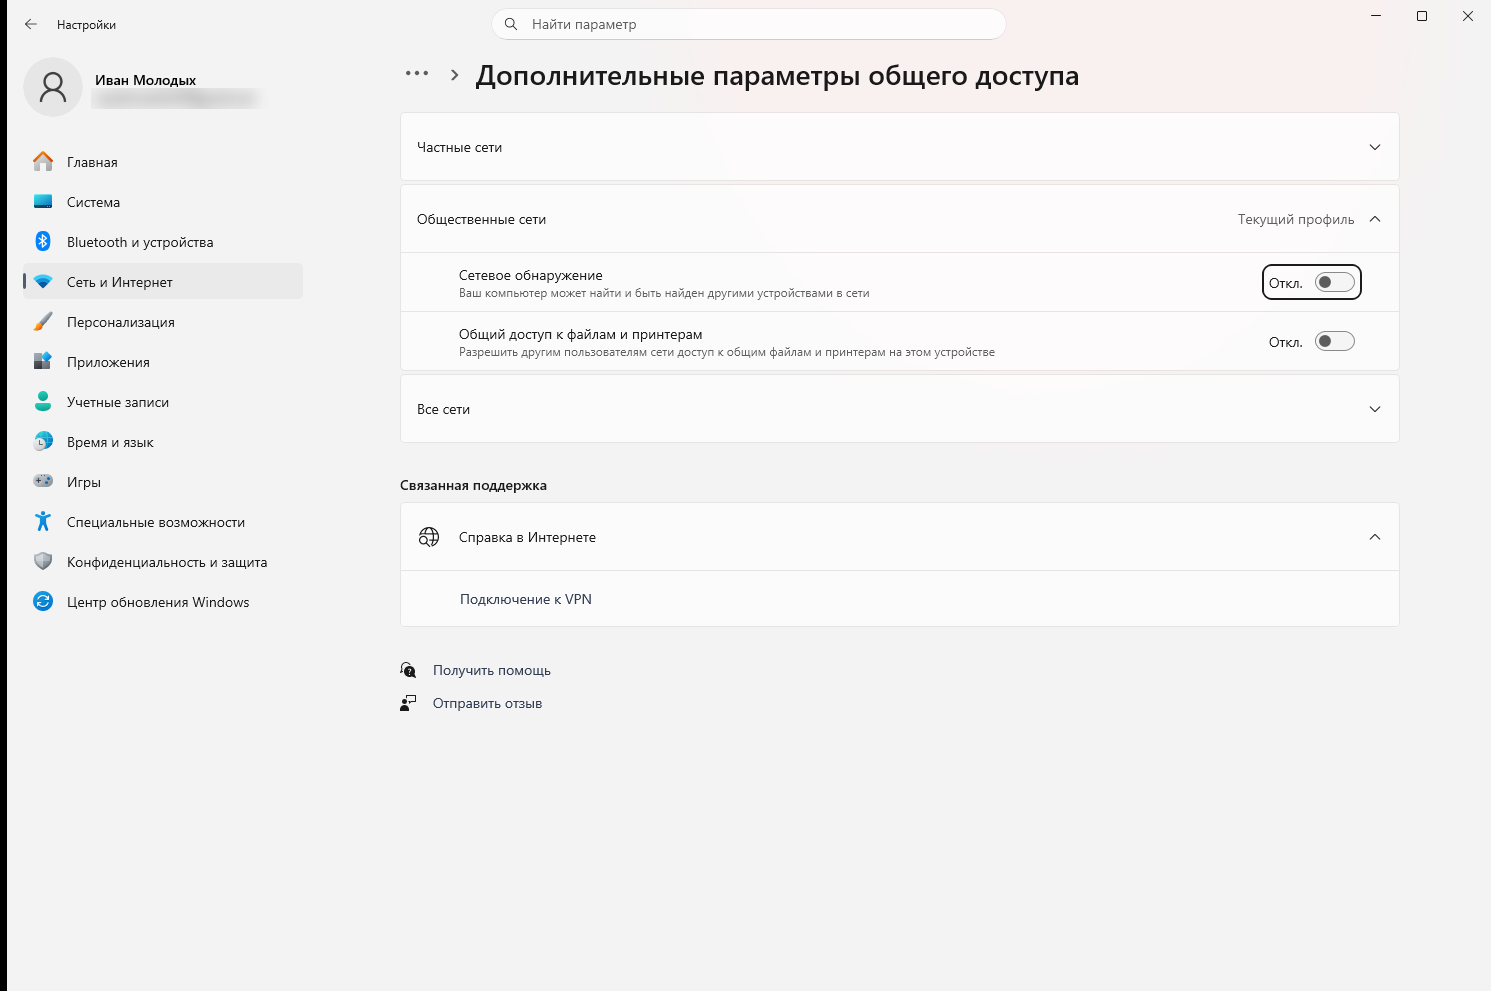 Настройки
Найти параметр
Иван Молодых
Главная
Система
Bluetooth и устройства
Сеть и Интернет
Персонализация
Приложения
Учетные записи
Время и язык
Игры
Специальные возможности
Конфиденциальность и защита
Центр обновления Windows
Дополнительные параметры общего доступа
Частные сети
Общественные сети Текущий профиль
Сетевое обнаружение
Ваш компьютер может найти и быть найден другими устройствами в сети
Откл.
Общий доступ к файлам и принтерам
Разрешить другим пользователям сети доступ к общим файлам и принтерам на этом устройстве
Откл.
Все сети
Связанная поддержка
Справка в Интернете
Подключение к VPN
Получить помощь
Отправить отзыв